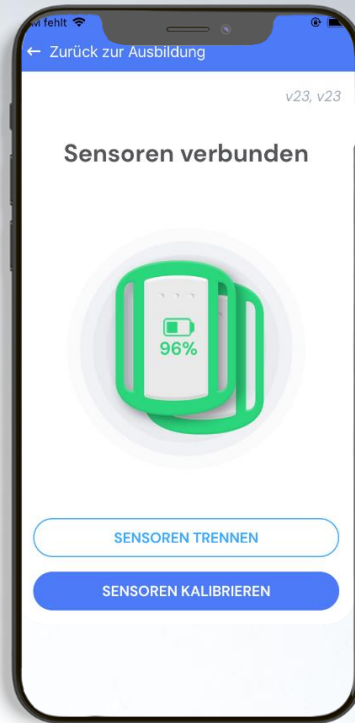 fehlt
← Zurück zur Ausbildung
v23, v23
Sensoren verbunden
96%
SENSOREN TRENNEN
SENSOREN KALIBRIEREN